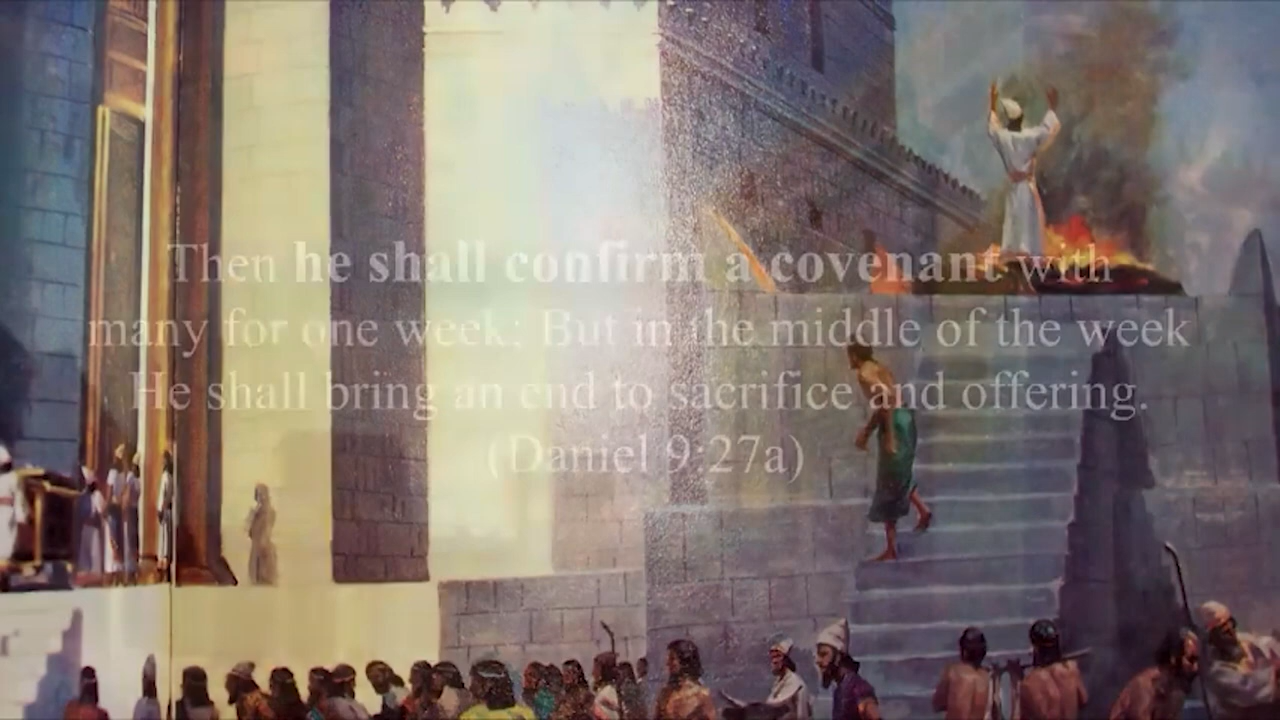 Then he shall confirm a covenant with
many for one week; But in the middle of the week
He shall bring an end to sacrifice and offering.
(Daniel 9:27a)